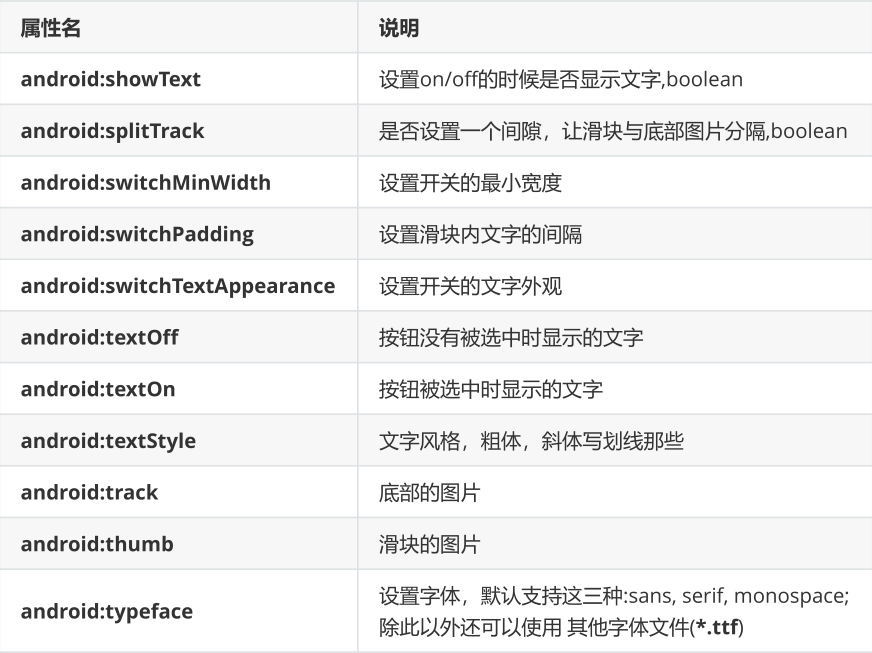 属性名 说明
android:showText 设置on/off的时候是否显示文字,boolean
android:splitTrack 是否设置一个间隙，让滑块与底部图片分隔,boolean
android:switchMinWidth 设置开关的最小宽度
android:switchPadding 设置滑块内文字的间隔
android:switchTextAppearance 设置开关的文字外观
android:textOff 按钮没有被选中时显示的文字
android:textOn 按钮被选中时显示的文字
android:textStyle 文字风格，粗体，斜体写划线那些
android:track 底部的图片
android:thumb 滑块的图片
android:typeface 设置字体，默认支持这三种:sans, serif, monospace;
除此以外还可以使用 其他字体文件(*.ttf)